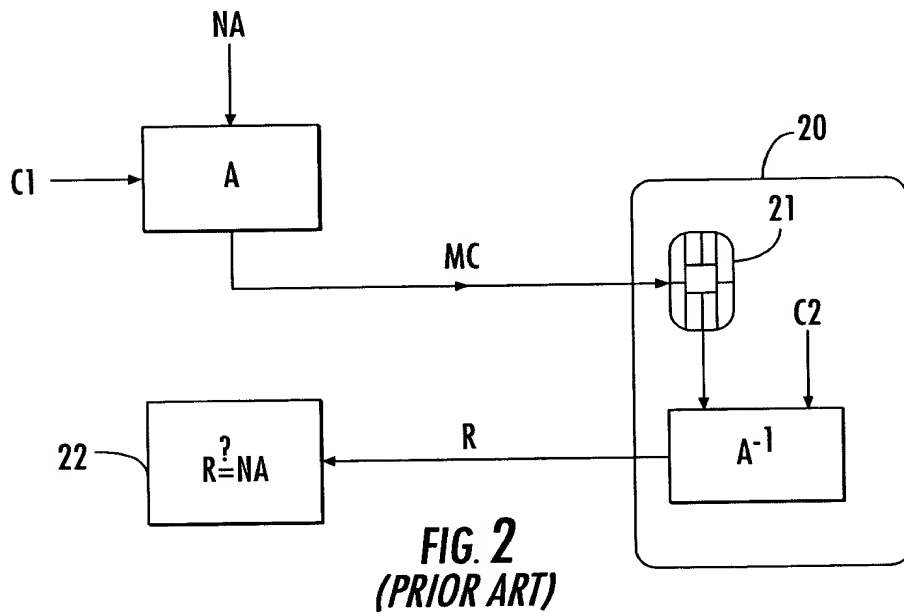 NA
C1
A
20
21
MC
C2
22
R
?
R=NA
A-1
FIG. 2
(PRIOR ART)